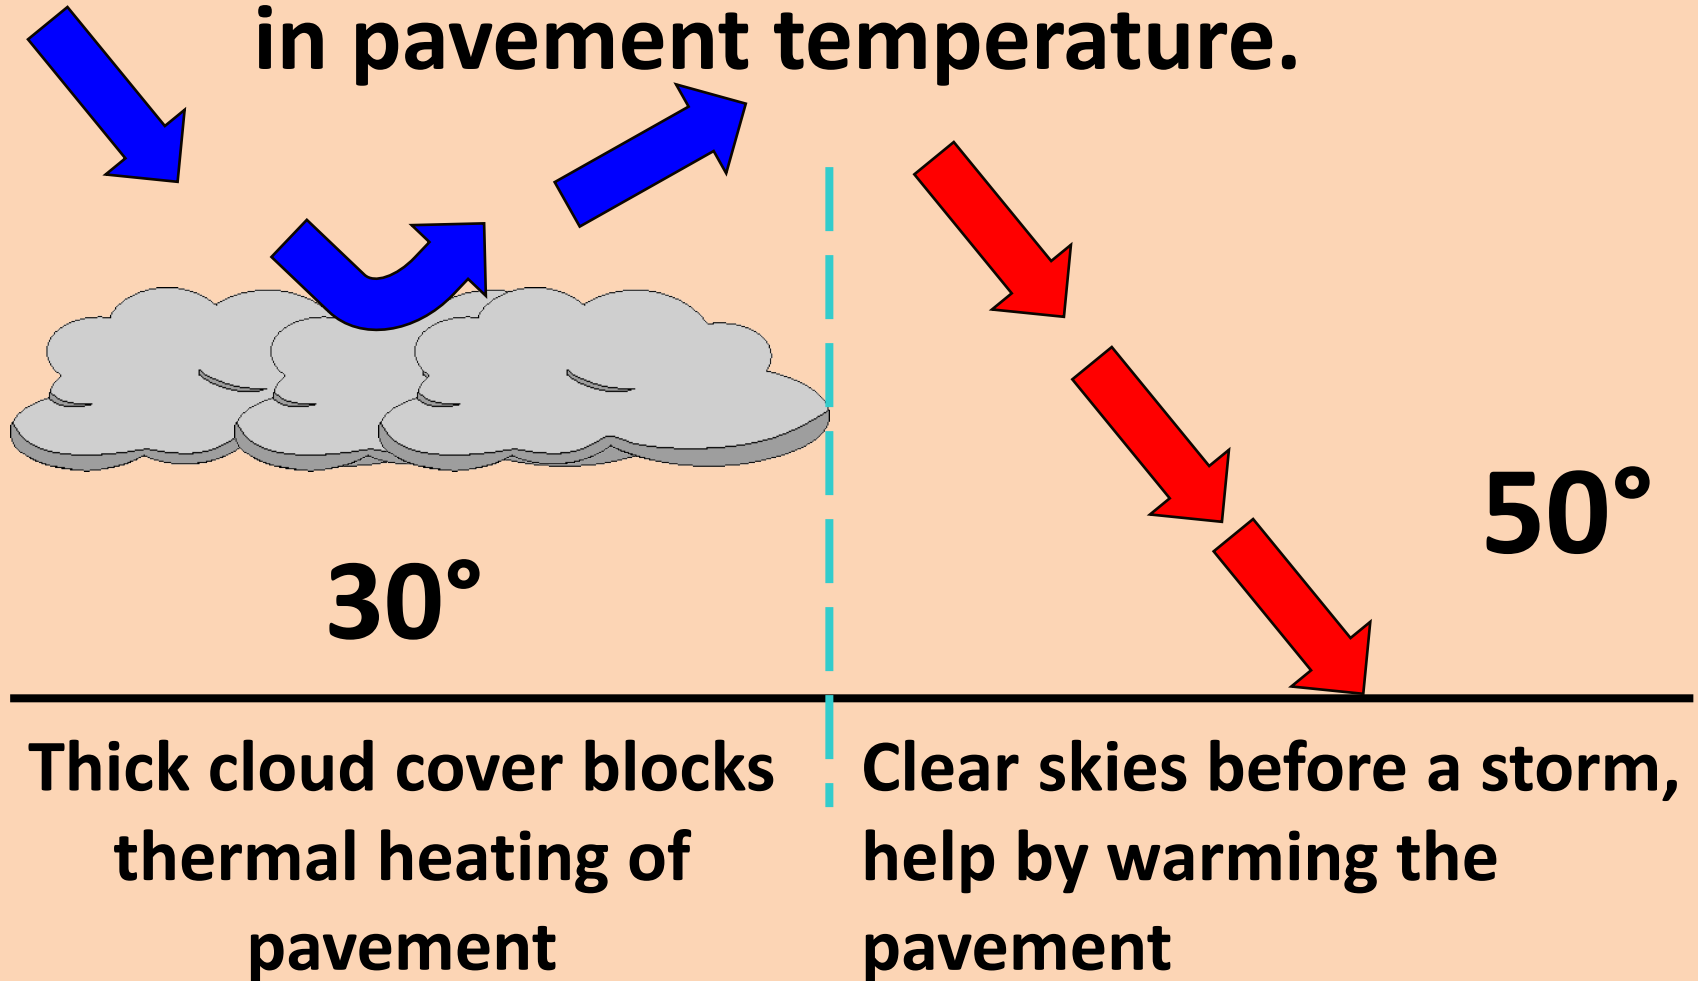 in pavement temperature.
50°
30°
Thick cloud cover blocks
thermal heating of
pavement
Clear skies before a storm,
help by warming the
pavement